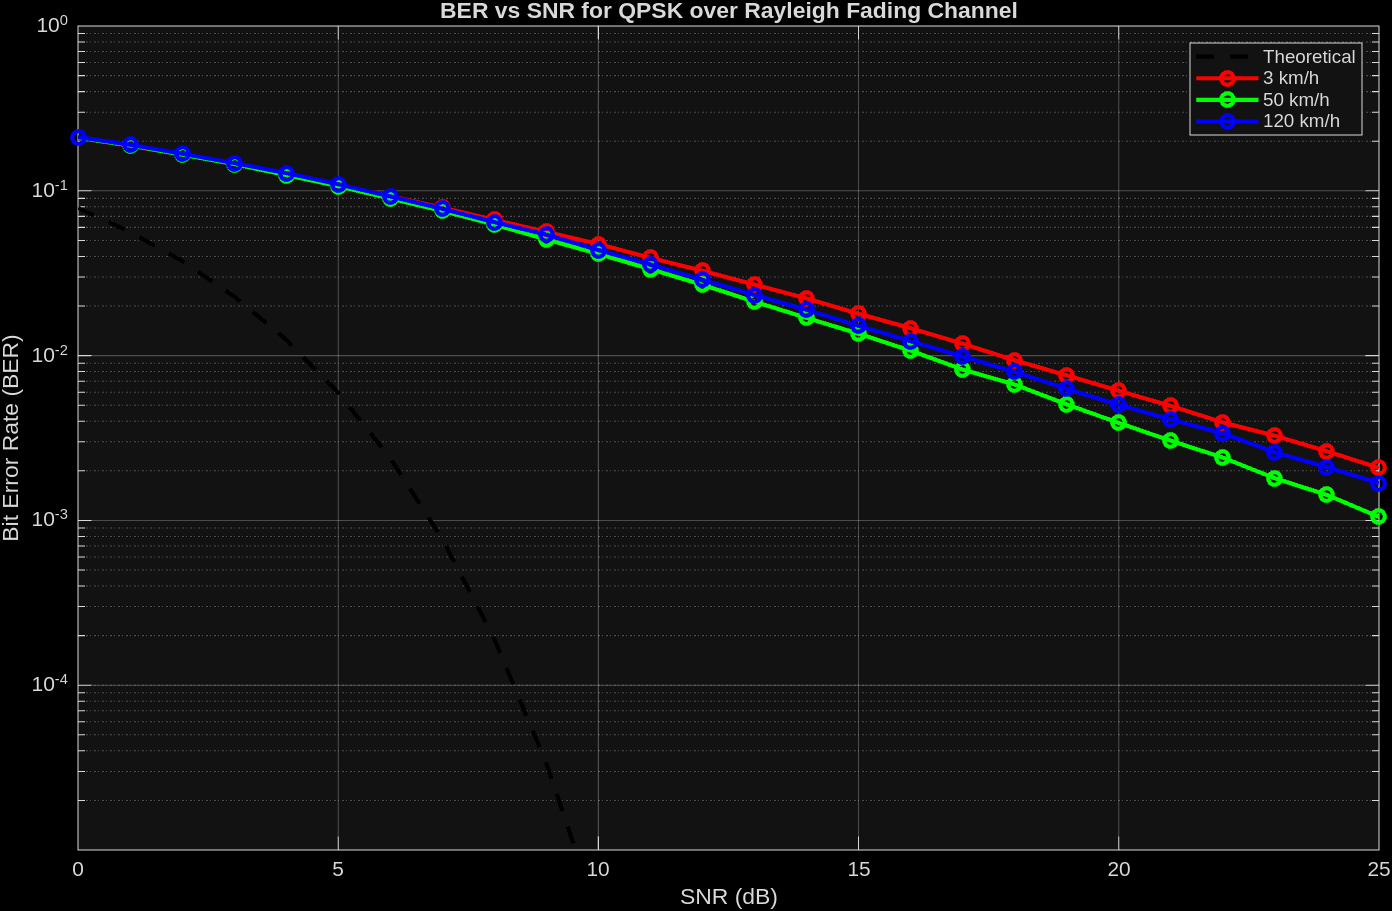 BER vs SNR for QPSK over Rayleigh Fading Channel
10^0
10^-1
10^-2
10^-3
10^-4
Bit Error Rate (BER)
Theoretical
3 km/h
50 km/h
120 km/h
0 5 10 15 20 25
SNR (dB)